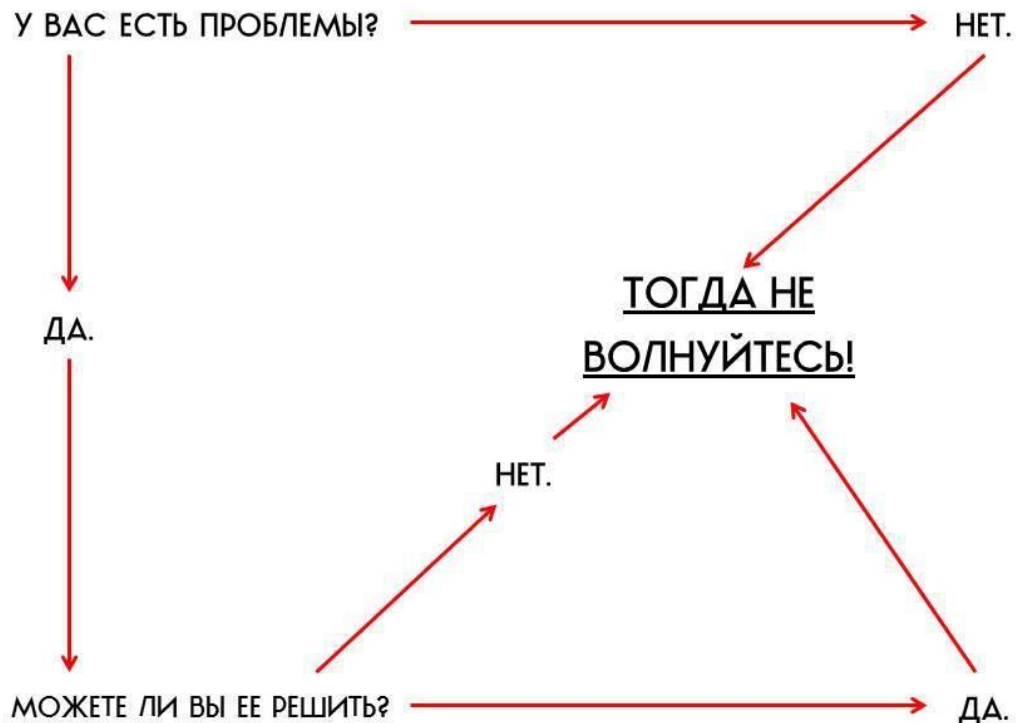 У ВАС ЕСТЬ ПРОБЛЕМЫ?
НЕТ.
ТОГДА НЕ
ВОЛНУЙТЕСЬ!
ДА.
НЕТ.
МОЖЕТЕ ЛИ ВЫ ЕЕ РЕШИТЬ?
ДА.